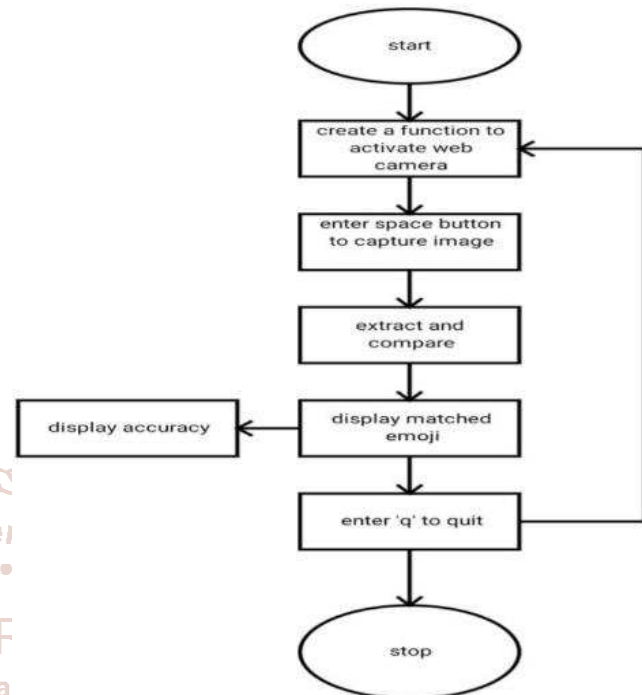 start
create a function to
activate web
camera
enter space button
to capture image
extract and
compare
display accuracy
display matched
emoji
enter 'q' to quit
stop